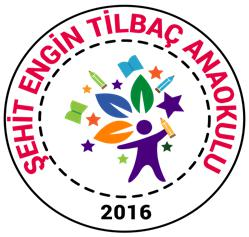 ŞEHİT ENGİN TİLBAÇ ANAOKULU
2016